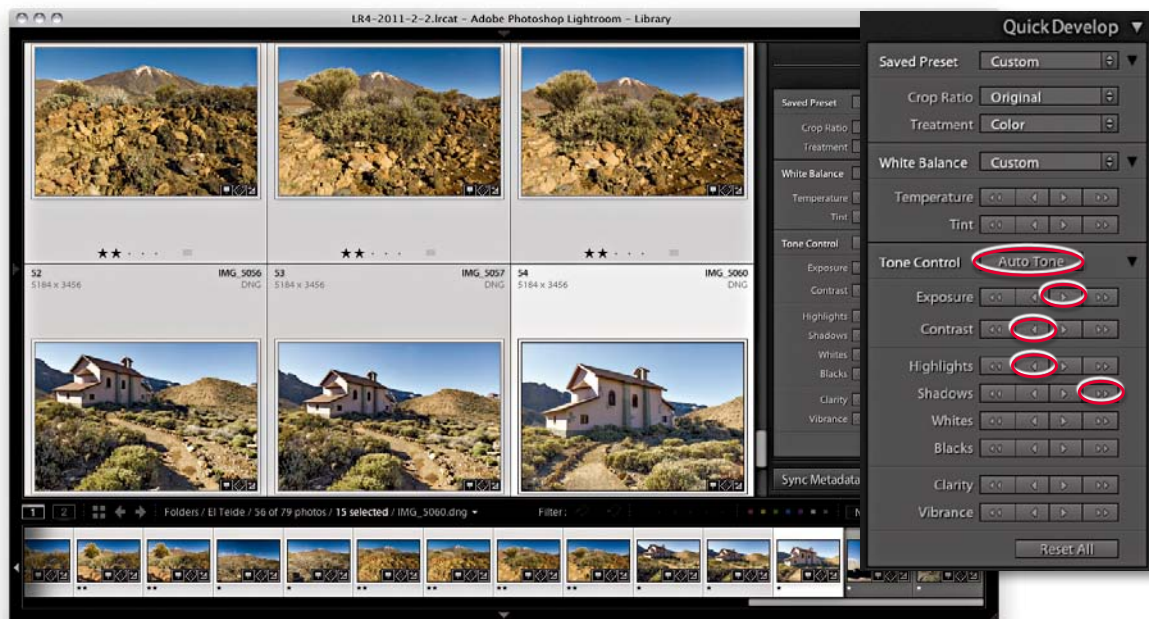 LR4-2011-2-2.lrcat – Adobe Photoshop Lightroom – Library
52
IMG_5056
5184 x 3456
DNG
53
IMG_5057
5184 x 3456
DNG
54
IMG_5060
5184 x 3456
DNG
Saved Preset
Crop Ratio
Treatment
White Balance
Temperature
Tint
Tone Control
Exposure
Contrast
Highlights
Shadows
Whites
Blacks
Clarity
Vibrance
Sync Metadata
1 2 Folders / El Teide / 56 of 79 photos / 15 selected / IMG_5060.dng
Filter:
Quick Develop
Saved Preset Custom
Crop Ratio Original
Treatment Color
White Balance Custom
Temperature
Tint
Tone Control Auto Tone
Exposure
Contrast
Highlights
Shadows
Whites
Blacks
Clarity
Vibrance
Reset All